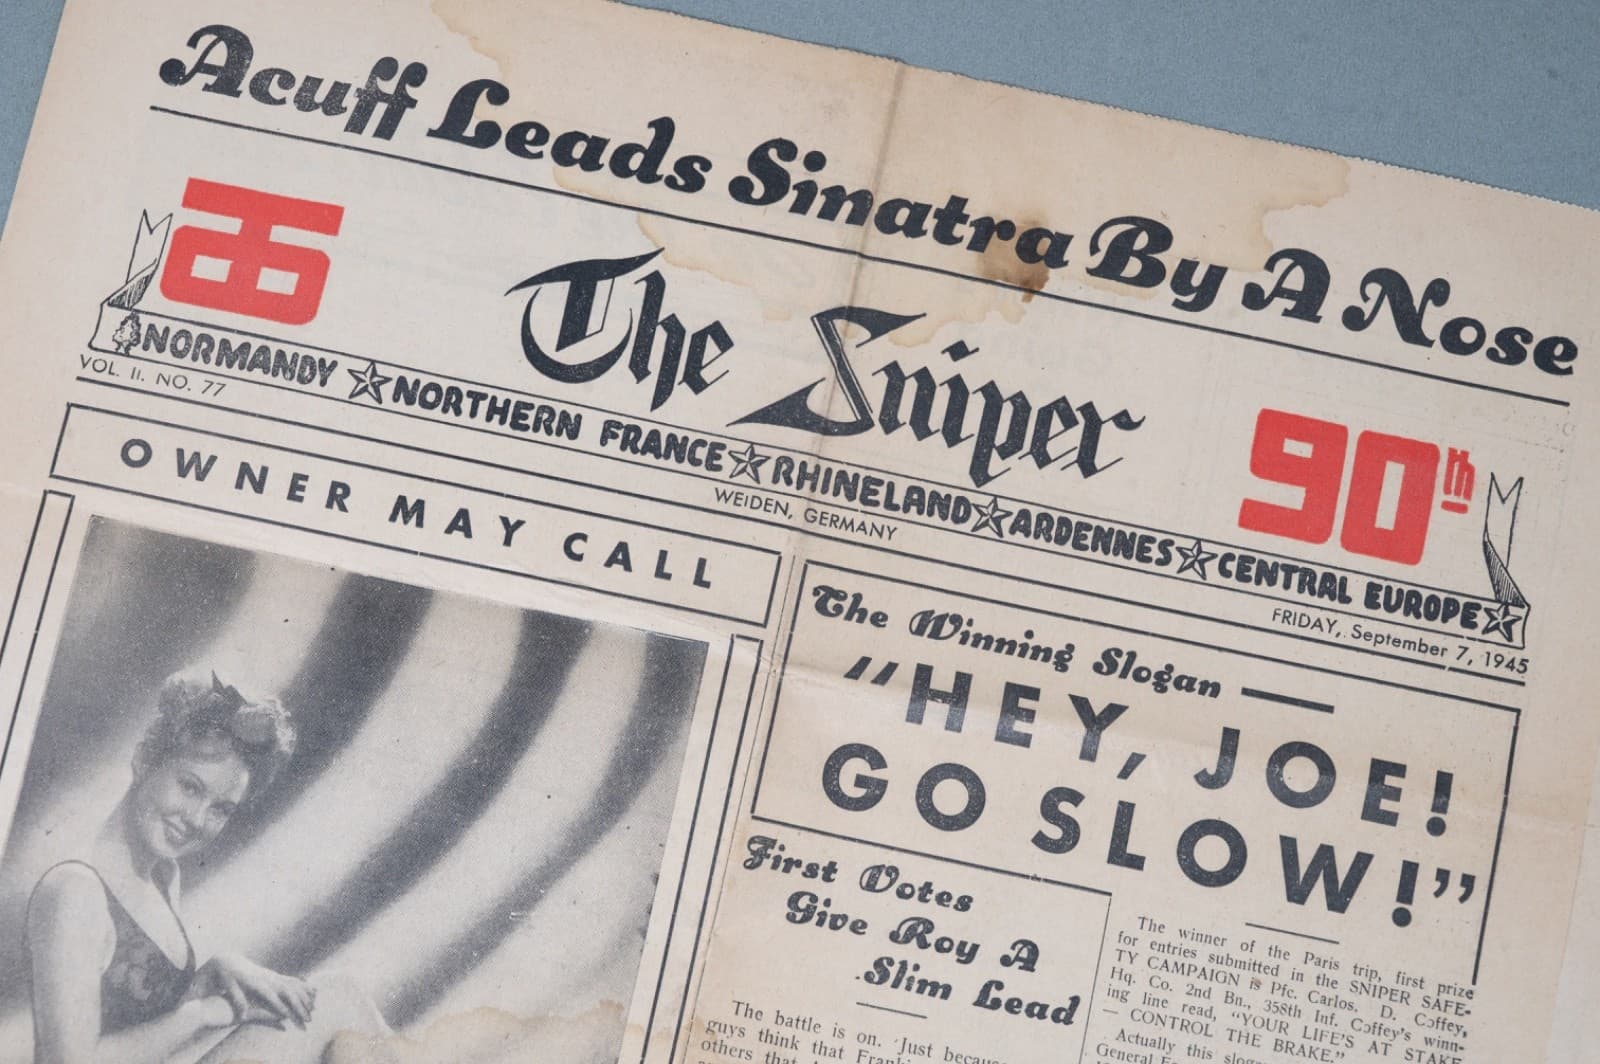 Acuff Leads Sinatra By A Nose
The Sniper
90th
NORMANDY ☆ NORTHERN FRANCE ☆ RHINELAND ☆ ARDENNES ☆ CENTRAL EUROPE ☆
VOL. II. NO. 77
WEIDEN, GERMANY
FRIDAY, September 7, 1945
OWNER MAY CALL
The Winning Slogan —
"HEY, JOE!
GO SLOW!"
First Votes
Give Roy A
Slim Lead
The battle is on. Just
guys think that
others that
The winner of the Paris trip, first prize
for entries submitted in the SNIPER SAFE-
TY CAMPAIGN is Pfc. Carlos. D. Coffey,
Hq. Co. 2nd Bn., 358th Inf. Coffey's winn-
ing line read, "YOUR LIFE'S AT STAKE
— CONTROL THE BRAKE."
Actually this
General